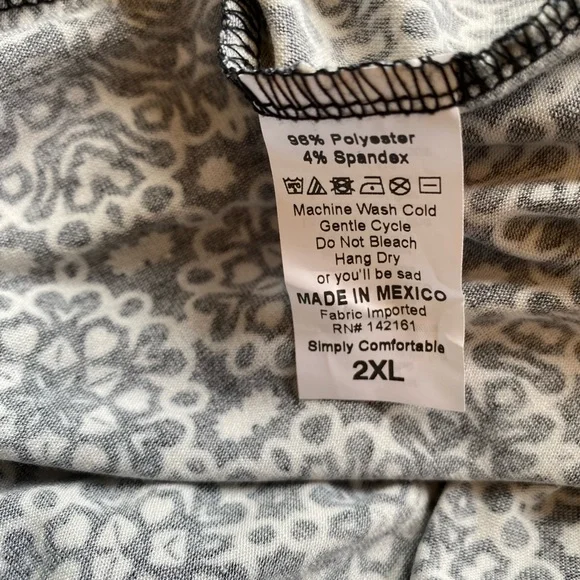 96% Polyester
4% Spandex
Machine Wash Cold
Gentle Cycle
Do Not Bleach
Hang Dry
or you'll be sad
MADE IN MEXICO
Fabric Imported
RN# 142161
Simply Comfortable
2XL